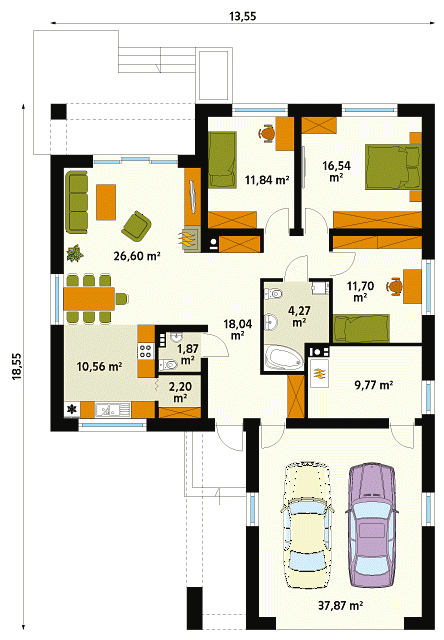 13,55
11,84 m²
16,54
m²
26,60 m²
11,70
m²
4,27
m²
18,04
m²
18,55
1,87
m²
10,56 m²
2,20
m²
9,77 m²
37,87 m²